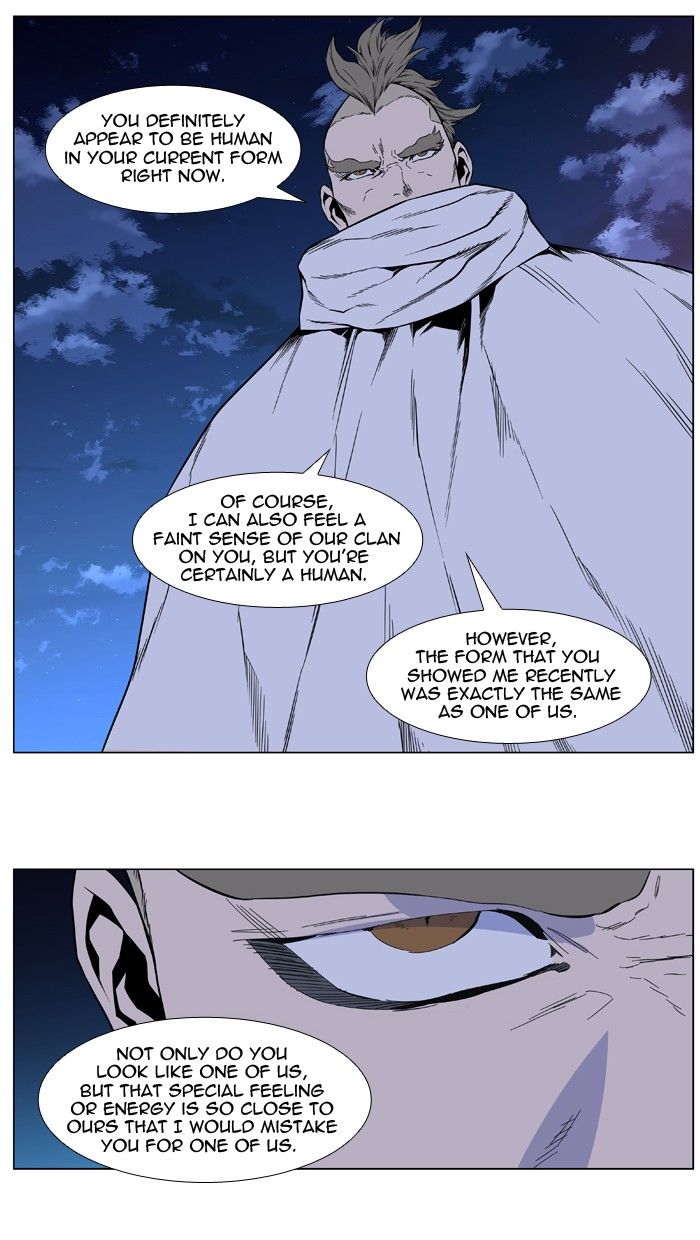 YOU DEFINITELY
APPEAR TO BE HUMAN
IN YOUR CURRENT FORM
RIGHT NOW.
OF COURSE,
I CAN ALSO FEEL A
FAINT SENSE OF OUR CLAN
ON YOU, BUT YOU'RE
CERTAINLY A HUMAN.
HOWEVER,
THE FORM THAT YOU
SHOWED ME RECENTLY
WAS EXACTLY THE SAME
AS ONE OF US.
NOT ONLY DO YOU
LOOK LIKE ONE OF US,
BUT THAT SPECIAL FEELING
OR ENERGY IS SO CLOSE TO
OURS THAT I WOULD MISTAKE
YOU FOR ONE OF US.